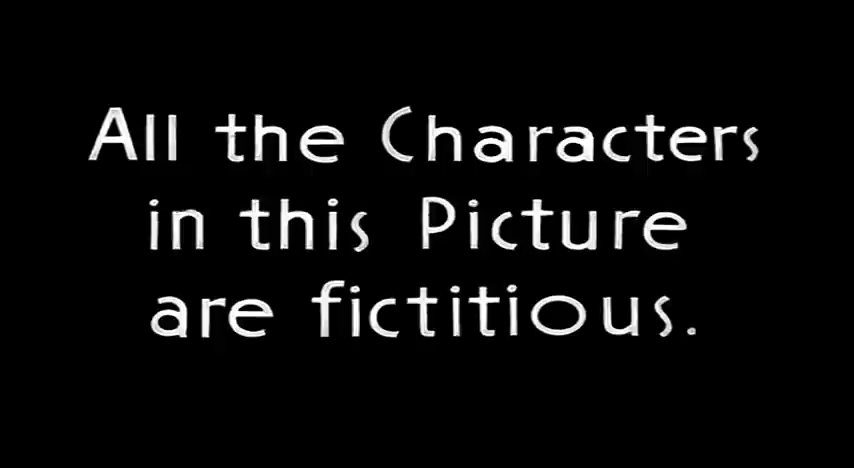 All the Characters
in this Picture
are fictitious.